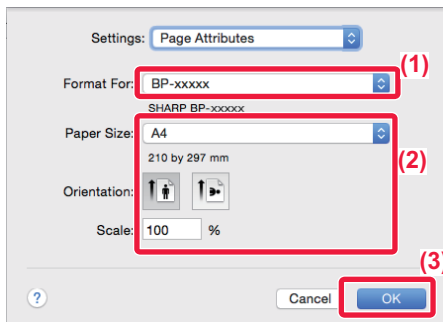 Settings: Page Attributes
(1)
Format For: BP-xxxxx
SHARP BP-xxxxx
Paper Size: A4
210 by 297 mm
(2)
Orientation:
Scale: 100 %
(3)
? Cancel OK